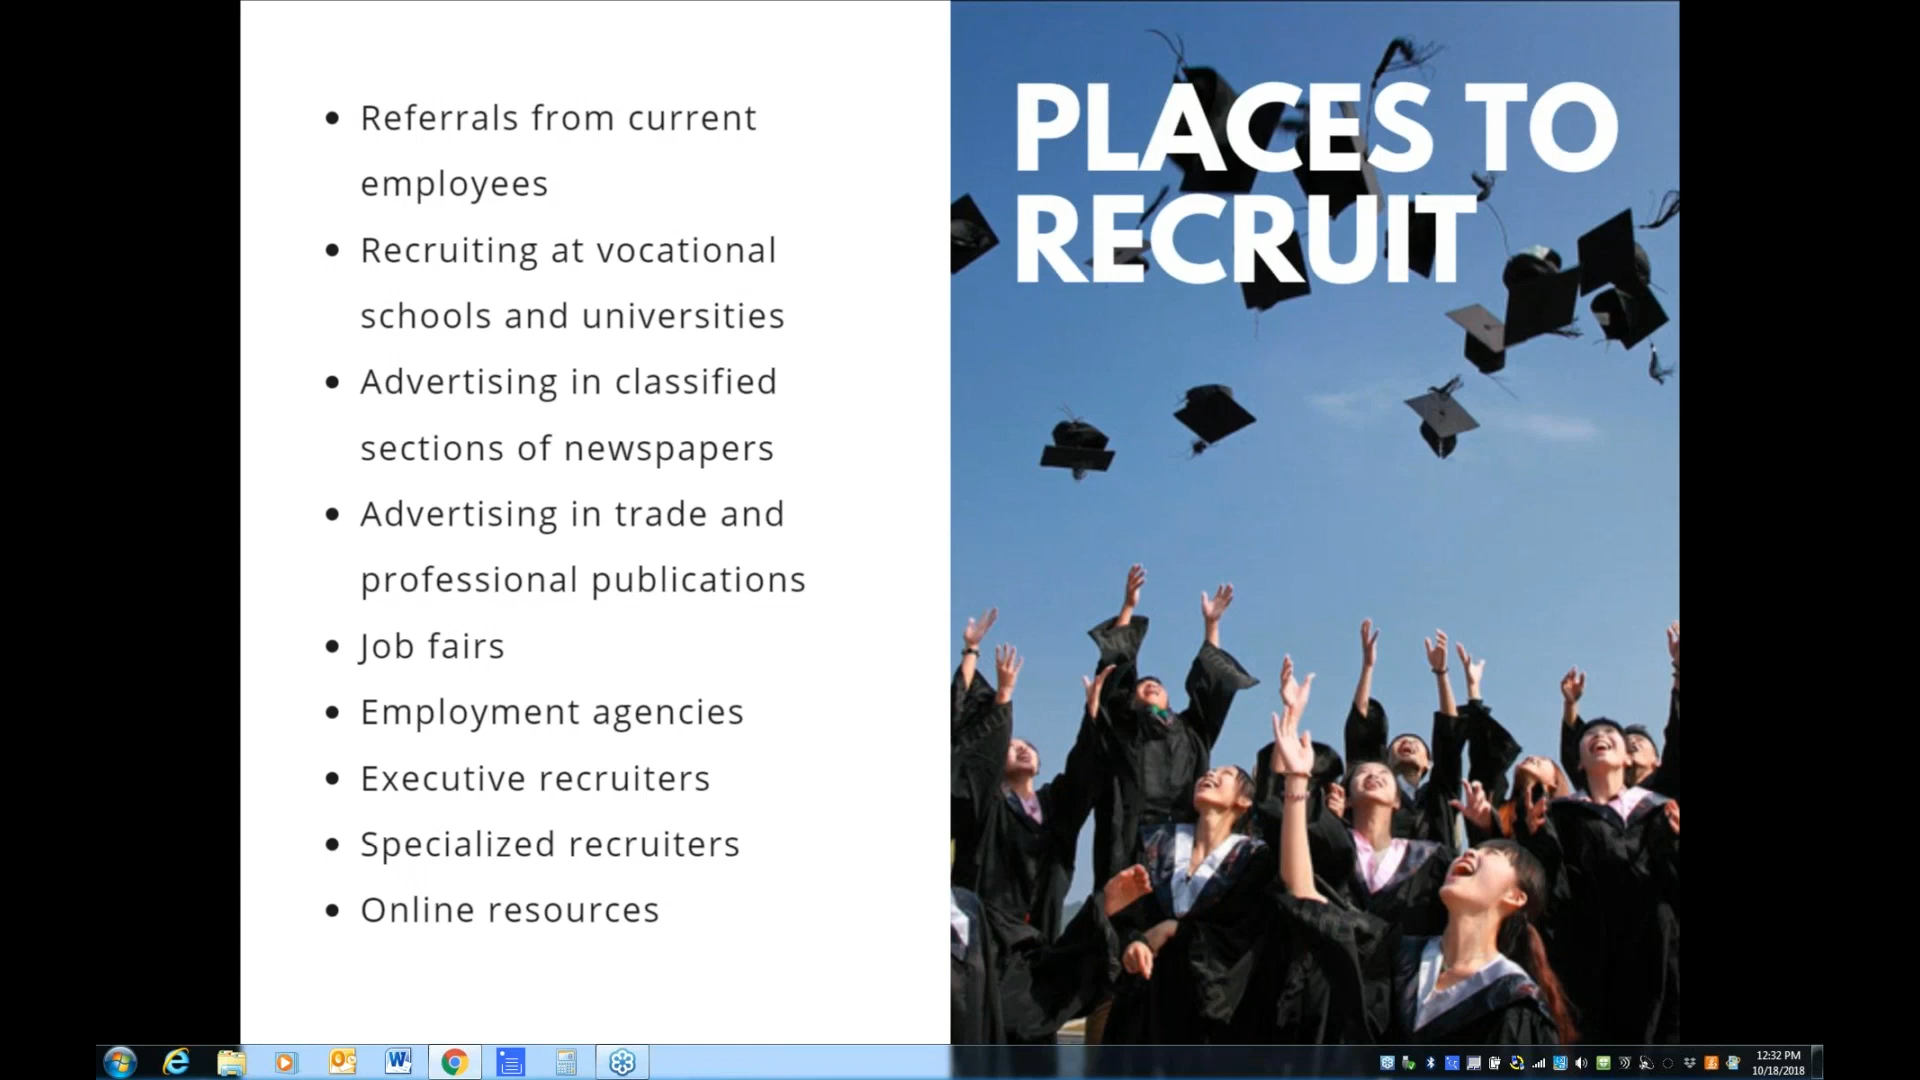 PLACES TO
RECRUIT
• Referrals from current
employees
• Recruiting at vocational
schools and universities
• Advertising in classified
sections of newspapers
• Advertising in trade and
professional publications
• Job fairs
• Employment agencies
• Executive recruiters
• Specialized recruiters
• Online resources
12:32 PM
10/18/2018